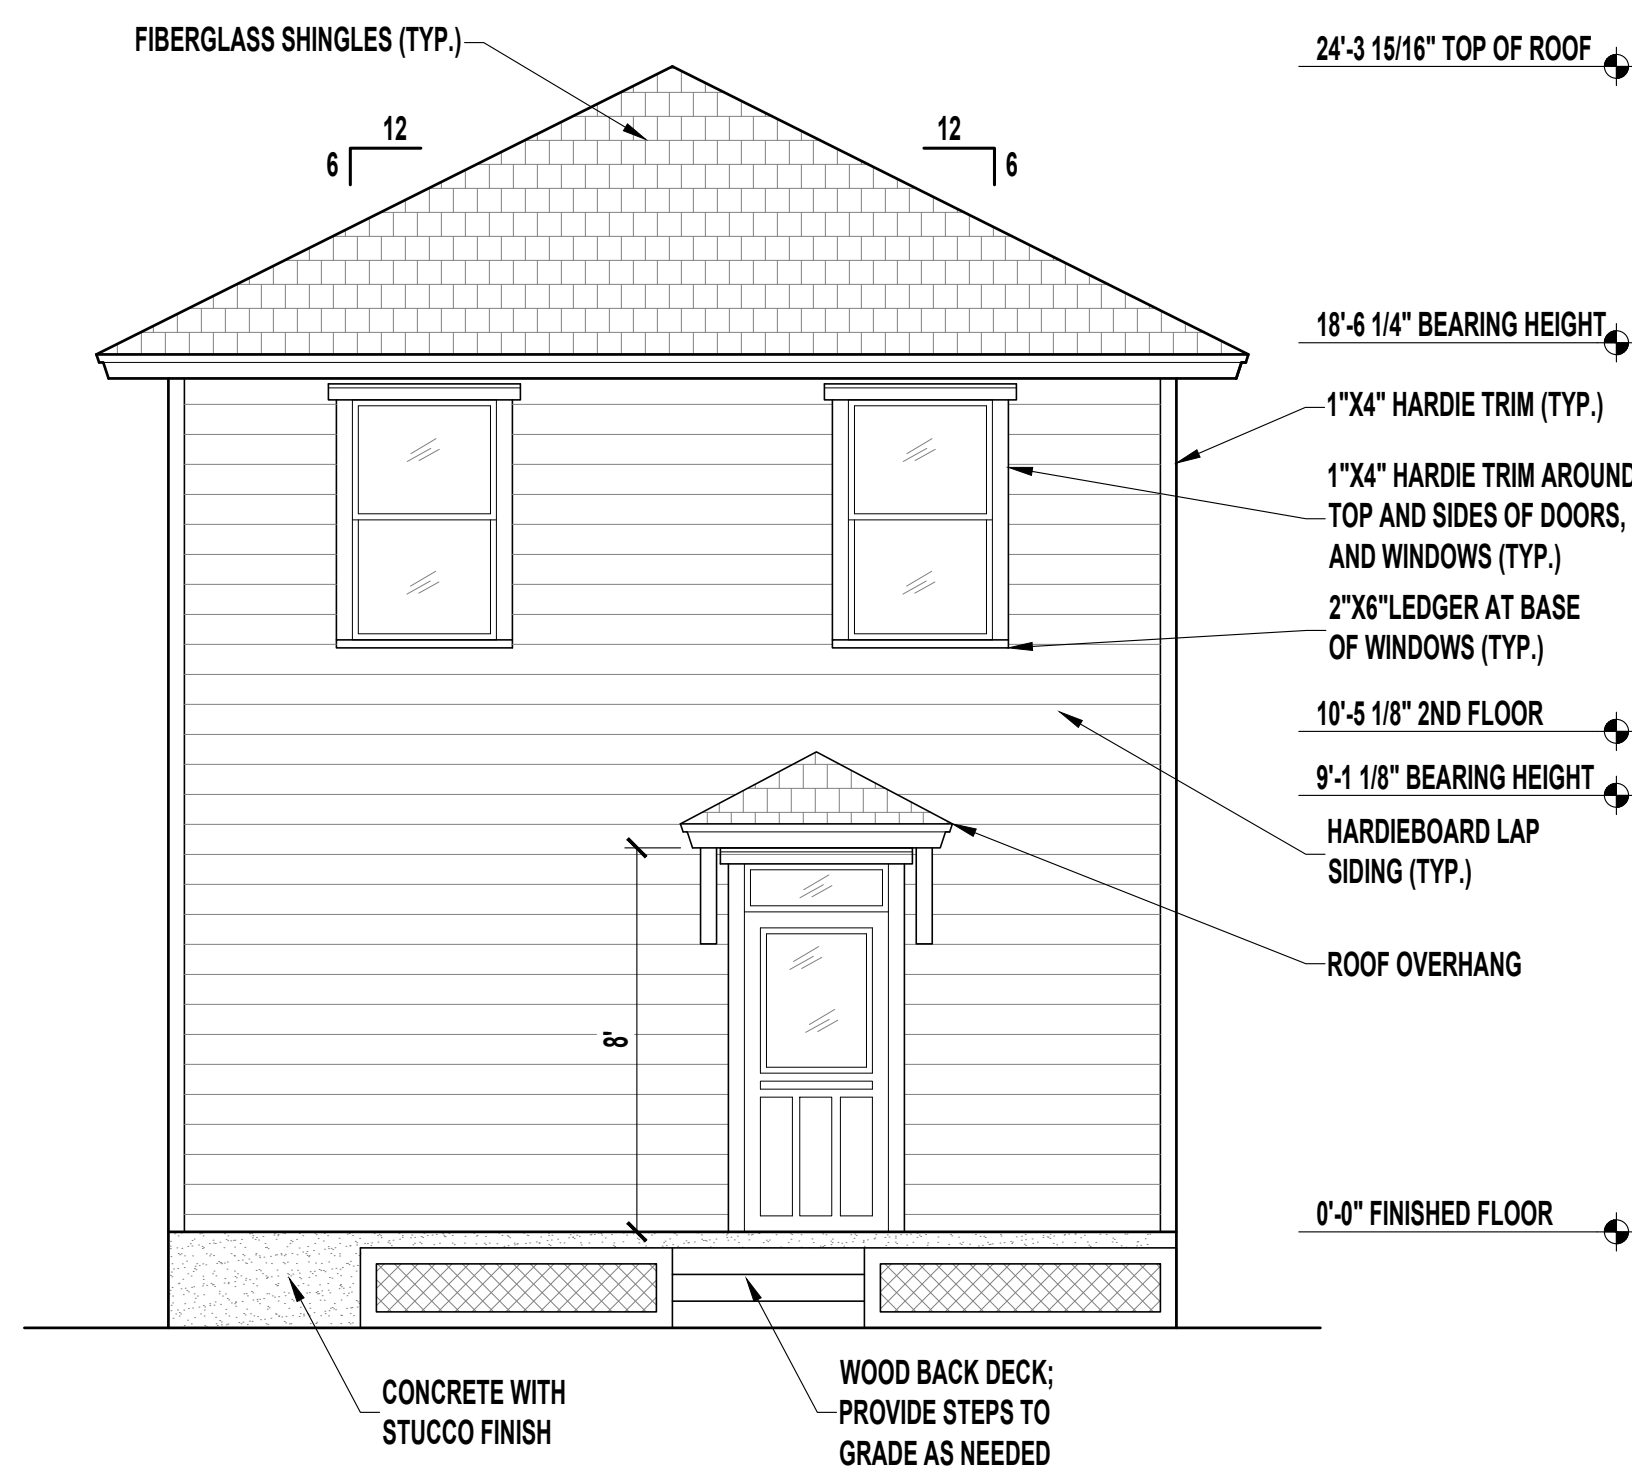 FIBERGLASS SHINGLES (TYP.)
24'-3 15/16" TOP OF ROOF
12
6
12
6
18'-6 1/4" BEARING HEIGHT
1"X4" HARDIE TRIM (TYP.)
1"X4" HARDIE TRIM AROUND
TOP AND SIDES OF DOORS,
AND WINDOWS (TYP.)
2"X6"LEDGER AT BASE
OF WINDOWS (TYP.)
10'-5 1/8" 2ND FLOOR
9'-1 1/8" BEARING HEIGHT
HARDIEBOARD LAP
SIDING (TYP.)
ROOF OVERHANG
8'
0'-0" FINISHED FLOOR
CONCRETE WITH
STUCCO FINISH
WOOD BACK DECK;
PROVIDE STEPS TO
GRADE AS NEEDED